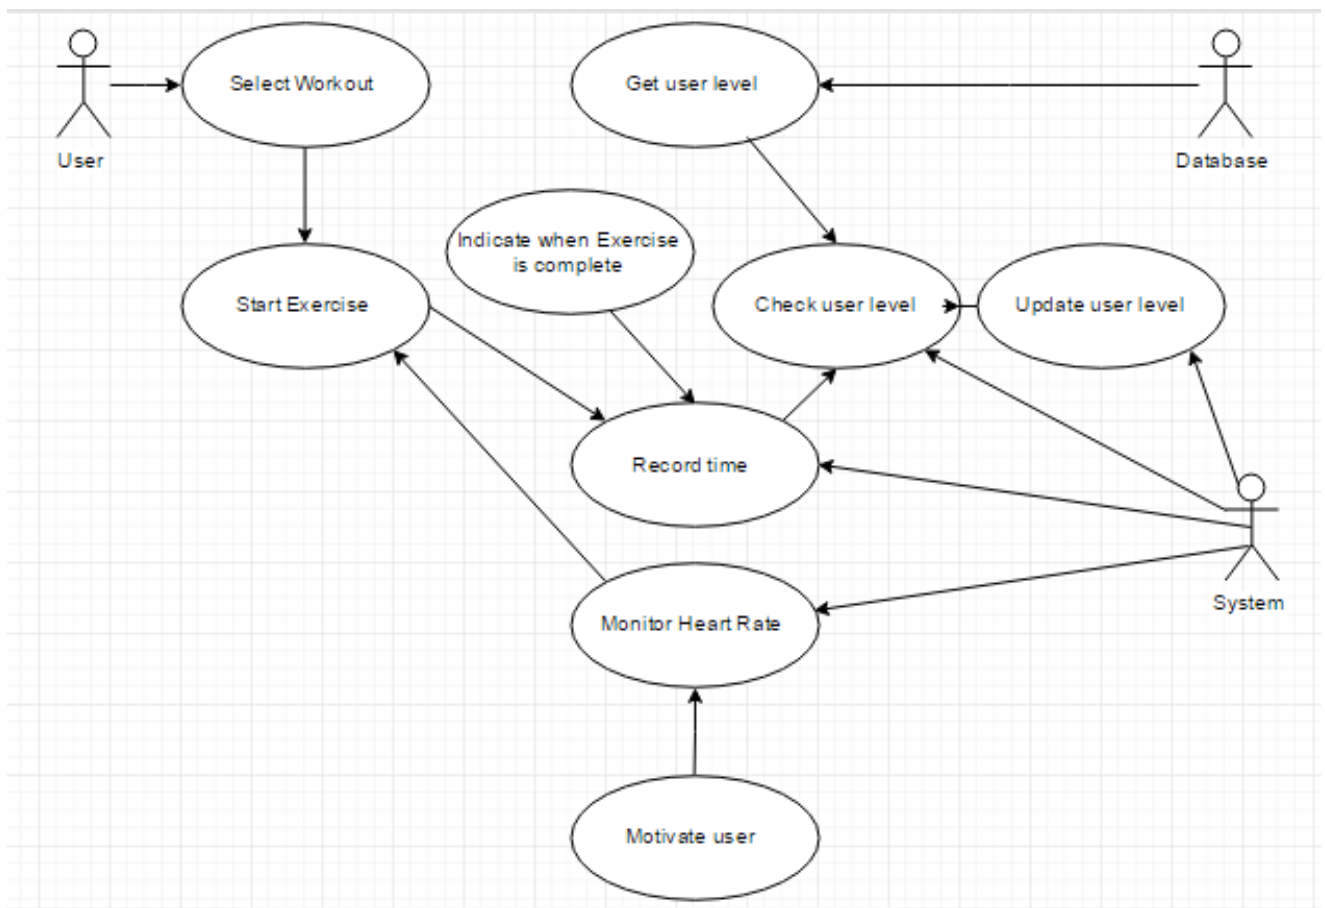 Select Workout
Get user level
User
Database
Indicate when Exercise
is complete
Start Exercise
Check user level
Update user level
Record time
System
Monitor Heart Rate
Motivate user